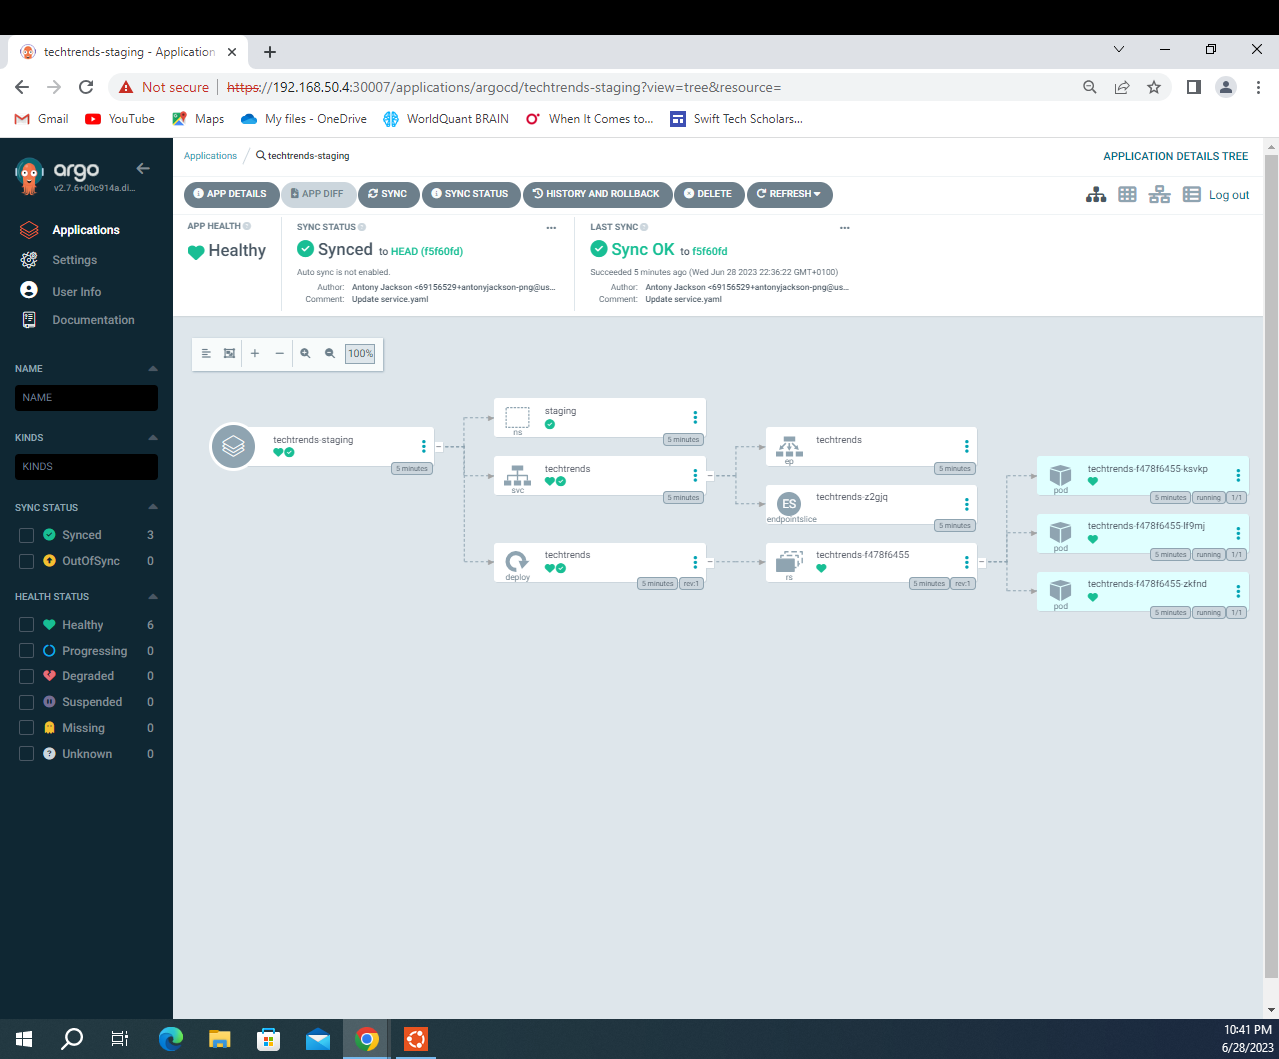 techtrends-staging - Application
Not secure
https://192.168.50.4:30007/applications/argocd/techtrends-staging?view=tree&resource=
Gmail
YouTube
Maps
My files - OneDrive
WorldQuant BRAIN
When It Comes to...
Swift Tech Scholars...
argo
v2.7.6+00c914a.di...
Applications
Settings
User Info
Documentation
NAME
NAME
KINDS
KINDS
SYNC STATUS
Synced 3
OutOfSync 0
HEALTH STATUS
Healthy 6
Progressing 0
Degraded 0
Suspended 0
Missing 0
Unknown 0
Applications / techtrends-staging
APPLICATION DETAILS TREE
APP DETAILS
APP DIFF
SYNC
SYNC STATUS
HISTORY AND ROLLBACK
DELETE
REFRESH
Log out
APP HEALTH
Healthy
SYNC STATUS
Synced to HEAD (f5f60fd)
Auto sync is not enabled.
Author: Antony Jackson <69156529+antonyjackson-png@us...
Comment: Update service.yaml
LAST SYNC
Sync OK to f5f60fd
Succeeded 5 minutes ago (Wed Jun 28 2023 22:36:22 GMT+0100)
Author: Antony Jackson <69156529+antonyjackson-png@us...
Comment: Update service.yaml
100%
techtrends-staging
5 minutes
staging
ns
5 minutes
techtrends
svc
5 minutes
techtrends
deploy
5 minutes rev:1
techtrends
ep
5 minutes
ES
techtrends-z2gjq
endpointslice
5 minutes
techtrends-f478f6455
rs
5 minutes rev:1
techtrends-f478f6455-ksvkp
pod
5 minutes running 1/1
techtrends-f478f6455-lf9mj
pod
5 minutes running 1/1
techtrends-f478f6455-zkfnd
pod
5 minutes running 1/1
10:41 PM
6/28/2023